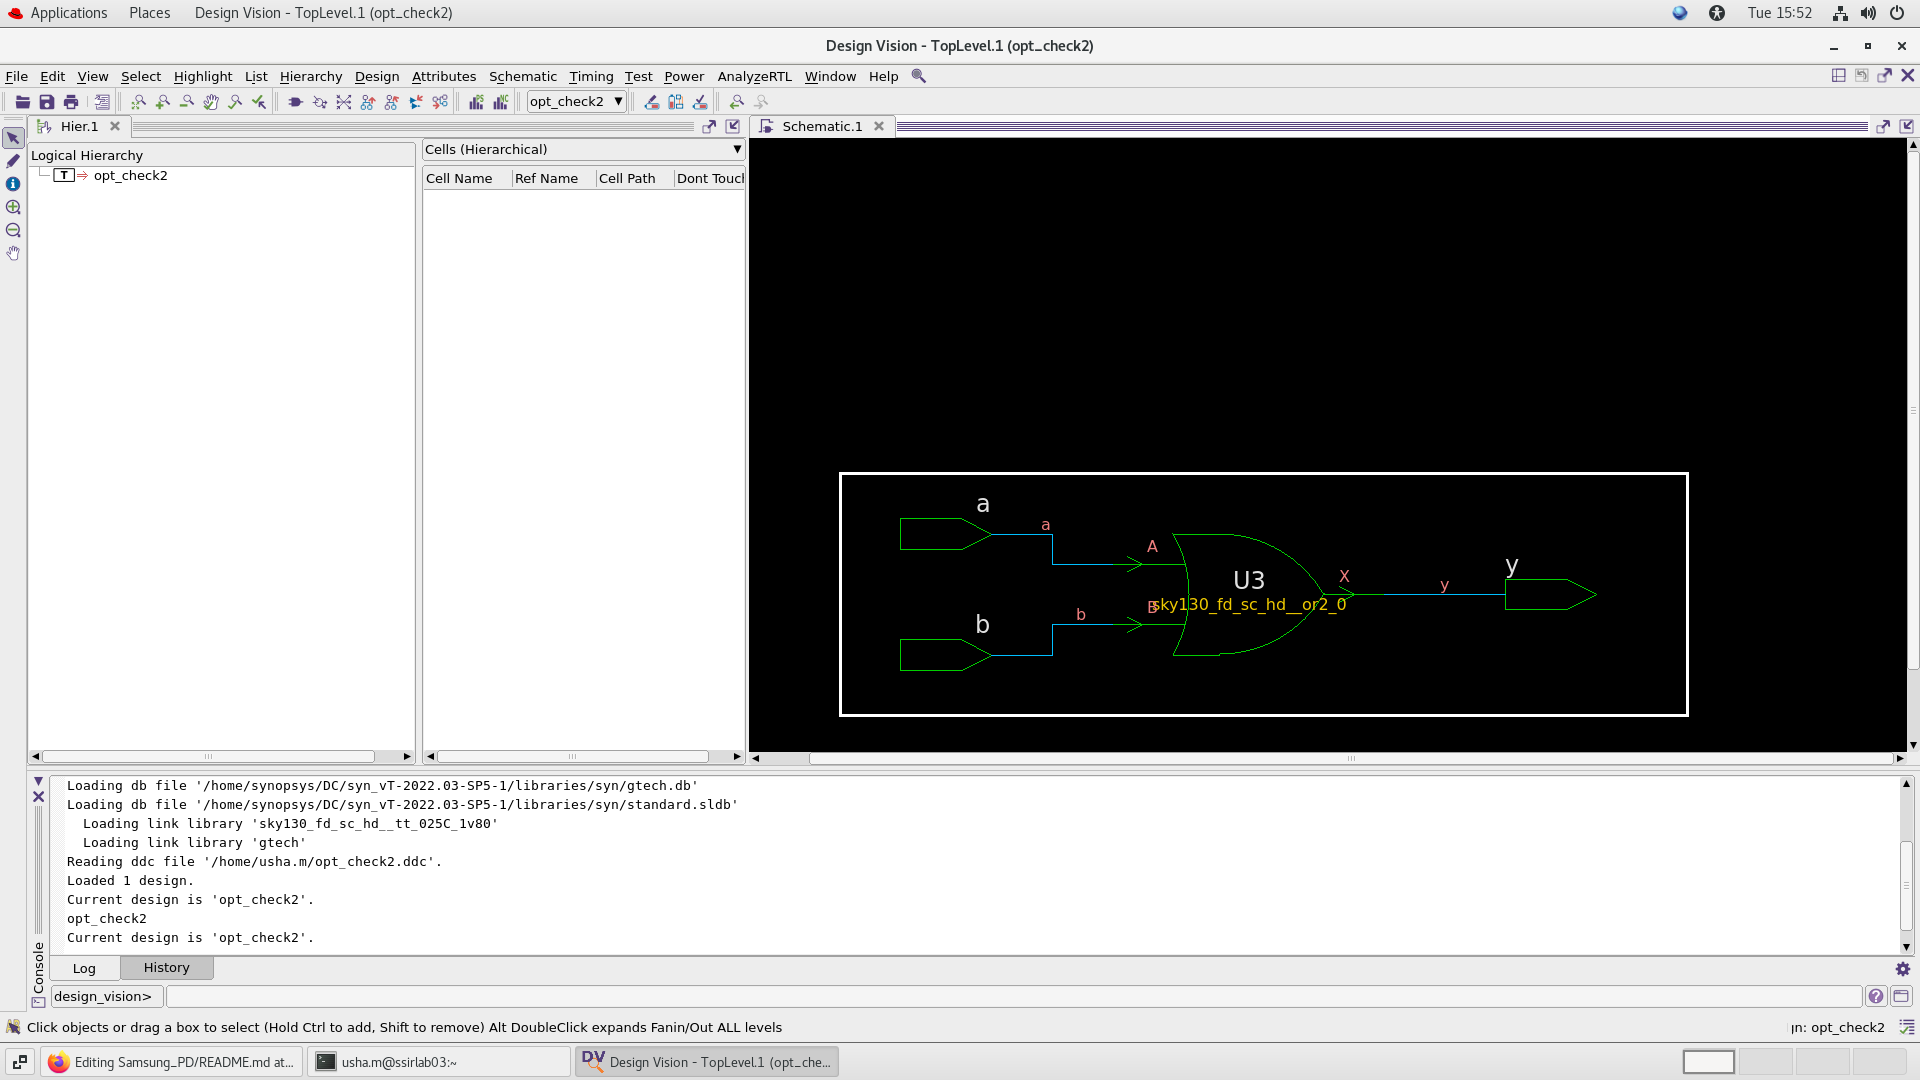 Applications Places Design Vision - TopLevel.1 (opt_check2) Tue 15:52
Design Vision - TopLevel.1 (opt_check2)
File Edit View Select Highlight List Hierarchy Design Attributes Schematic Timing Test Power AnalyzeRTL Window Help
opt_check2
Hier.1
Schematic.1
Logical Hierarchy
T opt_check2
Cells (Hierarchical)
Cell Name Ref Name Cell Path Dont Touch
a
a
A
U3
sky130_fd_sc_hd__or2_0
X
y
y
B
b
b
Loading db file '/home/synopsys/DC/syn_vT-2022.03-SP5-1/libraries/syn/gtech.db'
Loading db file '/home/synopsys/DC/syn_vT-2022.03-SP5-1/libraries/syn/standard.sldb'
Loading link library 'sky130_fd_sc_hd__tt_025C_1v80'
Loading link library 'gtech'
Reading ddc file '/home/usha.m/opt_check2.ddc'.
Loaded 1 design.
Current design is 'opt_check2'.
opt_check2
Current design is 'opt_check2'.
Console
Log History
design_vision>
Click objects or drag a box to select (Hold Ctrl to add, Shift to remove) Alt DoubleClick expands Fanin/Out ALL levels
n: opt_check2
Editing Samsung_PD/README.md at... usha.m@ssirlab03:~ DV Design Vision - TopLevel.1 (opt_che...